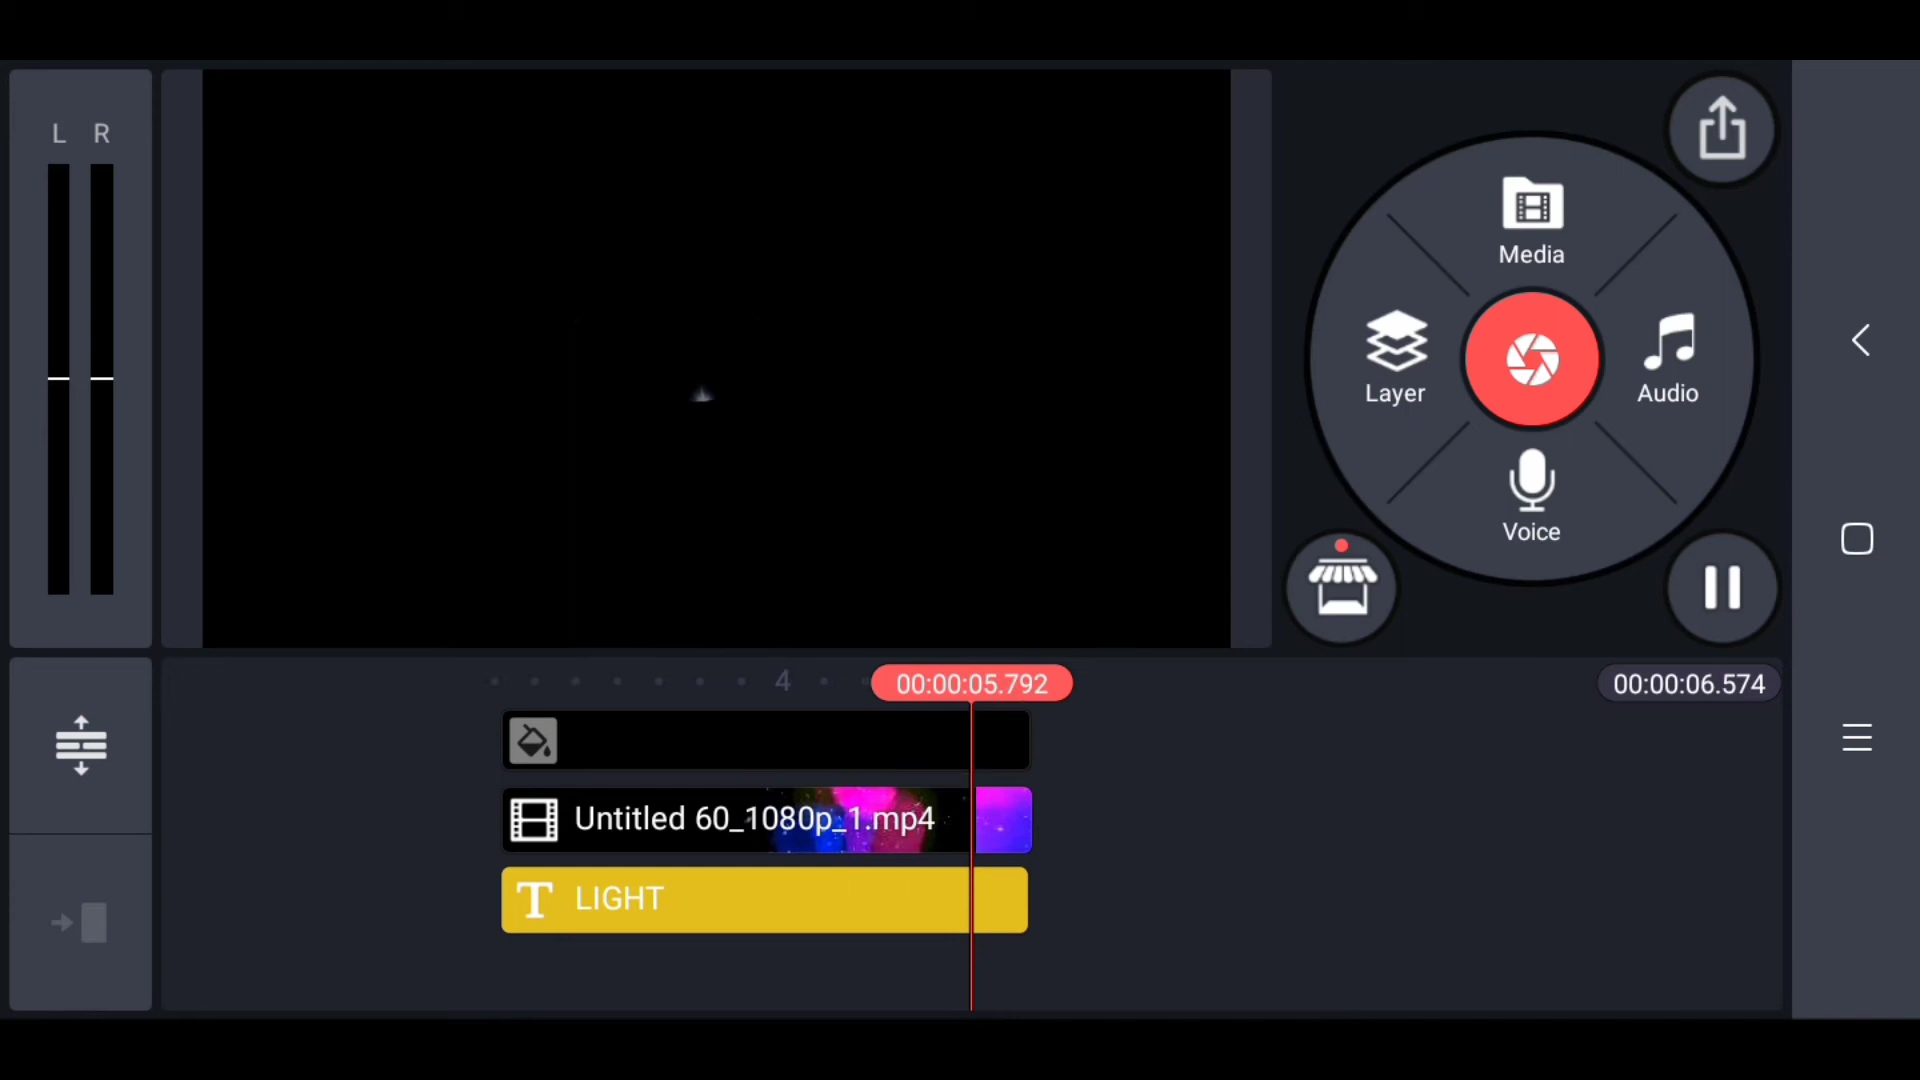 L R
Media
Layer
Audio
Voice
4
00:00:05.792
00:00:06.574
Untitled 60_1080p_1.mp4
T LIGHT